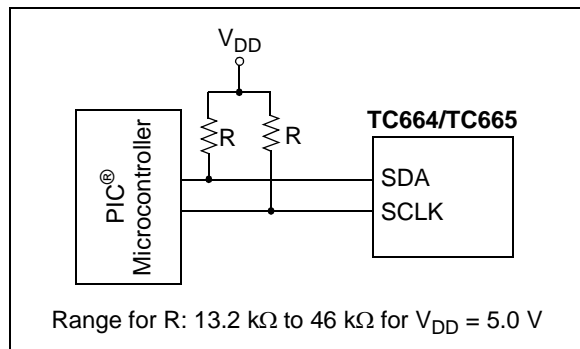 VDD
R
R
TC664/TC665
PIC®
Microcontroller
SDA
SCLK
Range for R: 13.2 kΩ to 46 kΩ for VDD = 5.0 V